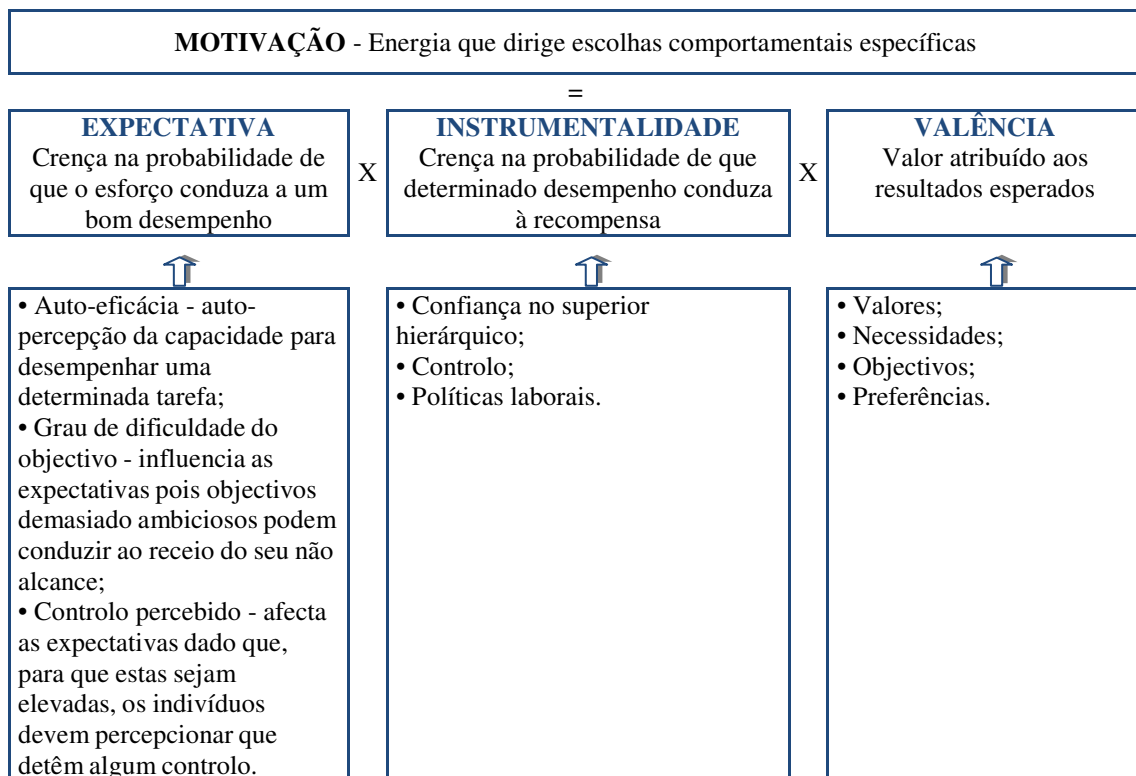 MOTIVAÇÃO - Energia que dirige escolhas comportamentais específicas
=
EXPECTATIVA
Crença na probabilidade de
que o esforço conduza a um
bom desempenho
X
INSTRUMENTALIDADE
Crença na probabilidade de que
determinado desempenho conduza
à recompensa
X
VALÊNCIA
Valor atribuído aos
resultados esperados
• Auto-eficácia - auto-
percepção da capacidade para
desempenhar uma
determinada tarefa;
• Grau de dificuldade do
objectivo - influencia as
expectativas pois objectivos
demasiado ambiciosos podem
conduzir ao receio do seu não
alcance;
• Controlo percebido - afecta
as expectativas dado que,
para que estas sejam
elevadas, os indivíduos
devem percepcionar que
detêm algum controlo.
• Confiança no superior
hierárquico;
• Controlo;
• Políticas laborais.
• Valores;
• Necessidades;
• Objectivos;
• Preferências.